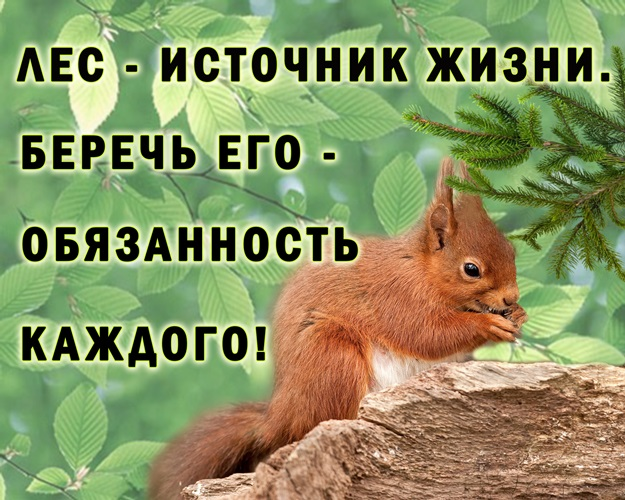 ЛЕС - ИСТОЧНИК ЖИЗНИ.
БЕРЕЧЬ ЕГО -
ОБЯЗАННОСТЬ
КАЖДОГО!